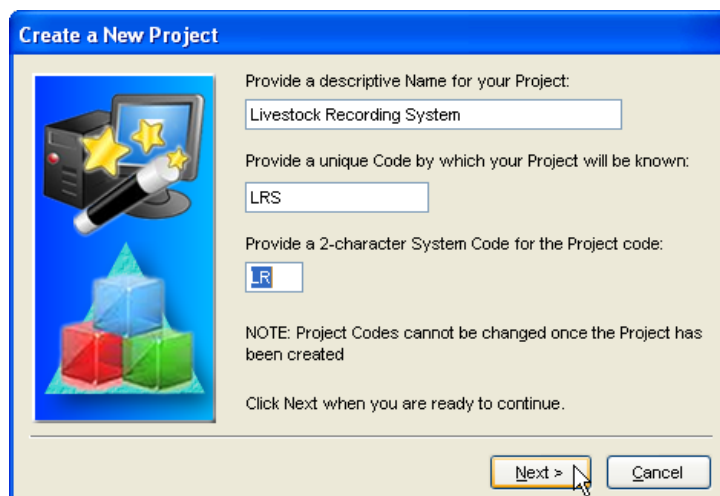 Create a New Project
Provide a descriptive Name for your Project:
Livestock Recording System
Provide a unique Code by which your Project will be known:
LRS
Provide a 2-character System Code for the Project code:
LR
NOTE: Project Codes cannot be changed once the Project has
been created
Click Next when you are ready to continue.
Next >
Cancel